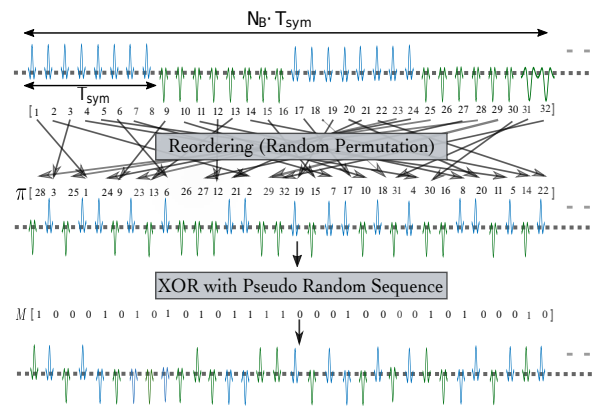 N_B · T_sym
T_sym
[ 1 2 3 4 5 6 7 8 9 10 11 12 13 14 15 16 17 18 19 20 21 22 23 24 25 26 27 28 29 30 31 32 ]
Reordering (Random Permutation)
π [ 28 3 25 1 24 9 23 13 6 26 27 12 21 2 29 32 19 15 7 17 10 18 31 4 30 16 8 20 11 5 14 22 ]
XOR with Pseudo Random Sequence
M [ 1 0 0 0 1 0 1 0 1 0 1 0 1 1 1 1 0 0 0 0 0 0 0 0 1 0 1 0 0 0 1 0 ]